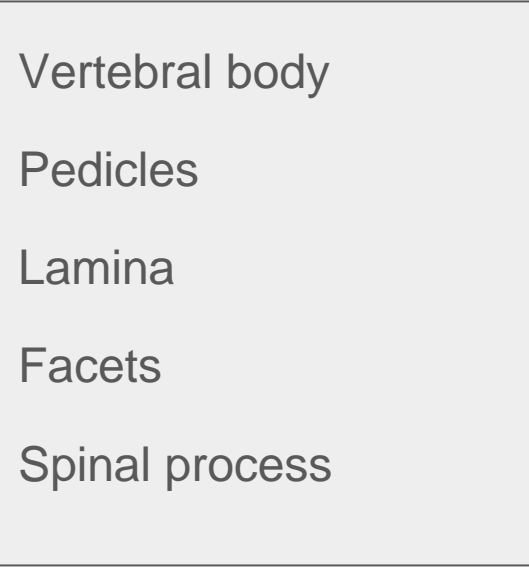 Vertebral body
Pedicles
Lamina
Facets
Spinal process